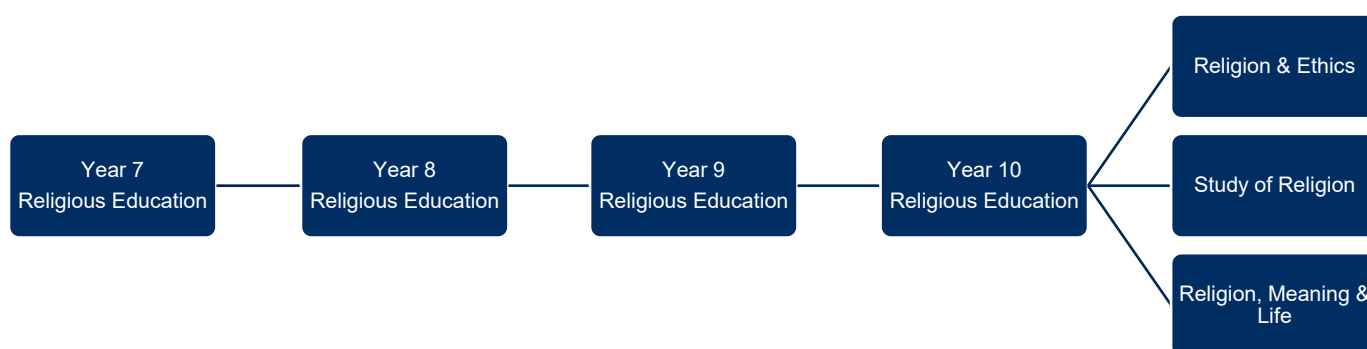 Year 7
Religious Education
Year 8
Religious Education
Year 9
Religious Education
Year 10
Religious Education
Religion & Ethics
Study of Religion
Religion, Meaning &
Life